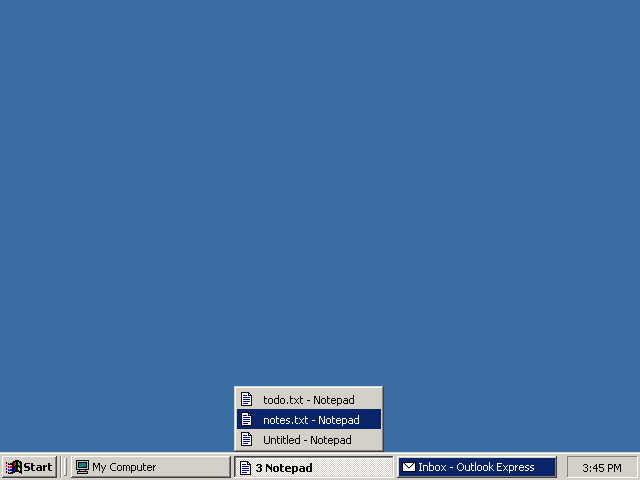 todo.txt - Notepad
notes.txt - Notepad
Untitled - Notepad
Start
My Computer
3 Notepad
Inbox - Outlook Express
3:45 PM